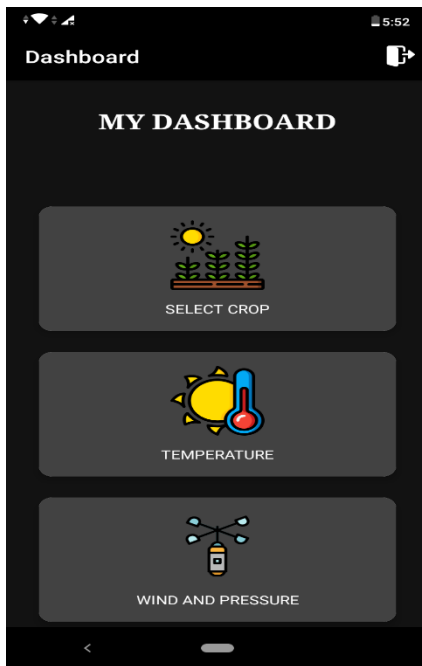 5:52
Dashboard
MY DASHBOARD
SELECT CROP
TEMPERATURE
WIND AND PRESSURE